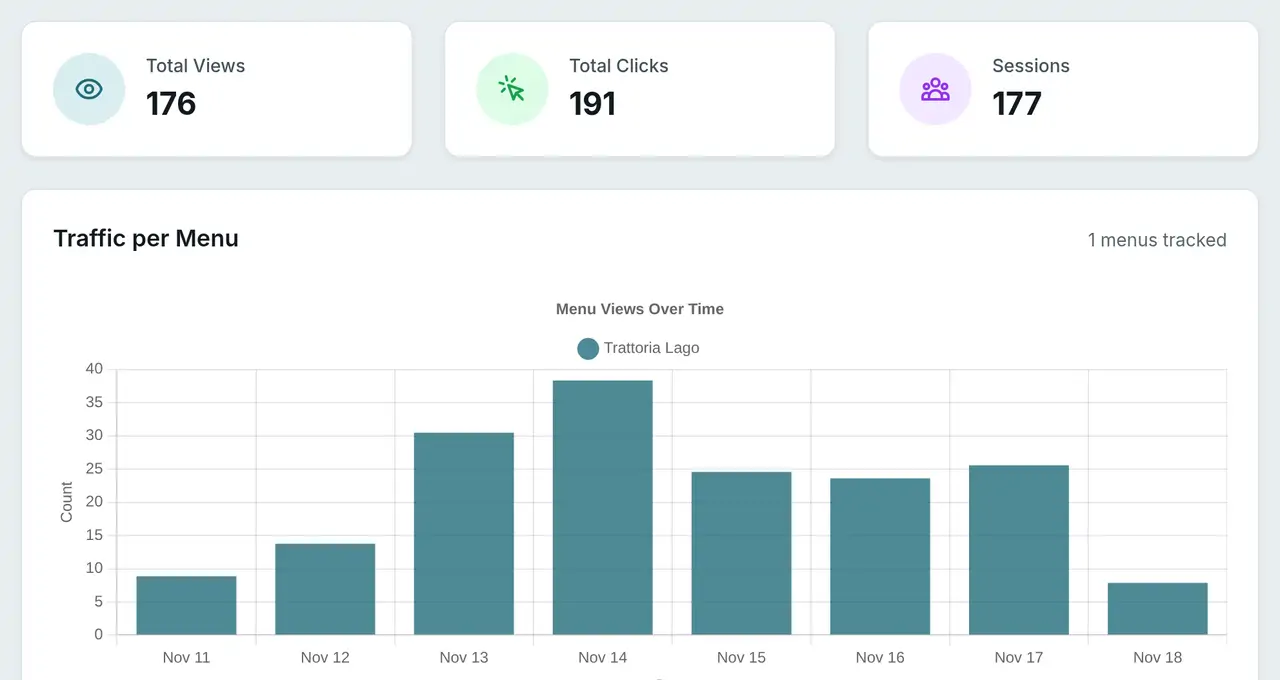 Total Views
176
Total Clicks
191
Sessions
177
Traffic per Menu
1 menus tracked
Menu Views Over Time
Trattoria Lago
40
35
30
25
20
15
10
5
0
Count
Nov 11 Nov 12 Nov 13 Nov 14 Nov 15 Nov 16 Nov 17 Nov 18